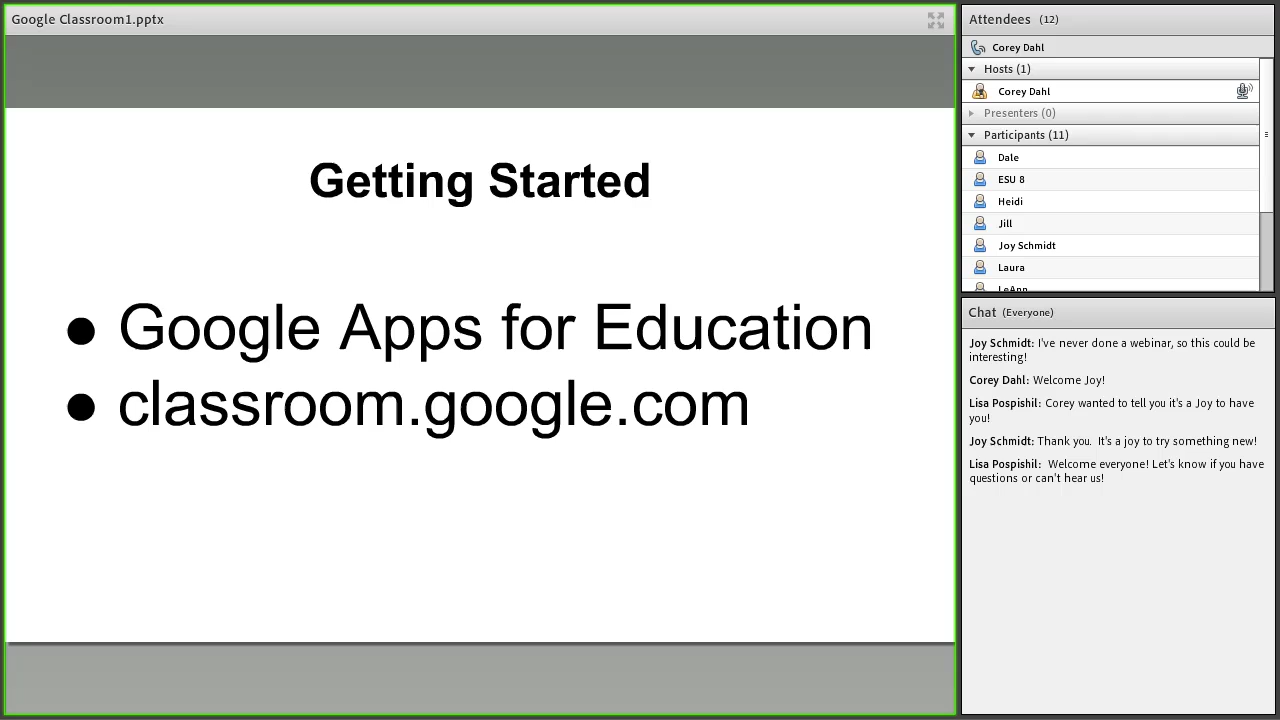 Google Classroom1.pptx
Getting Started
● Google Apps for Education
● classroom.google.com
Attendees (12)
Corey Dahl
Hosts (1)
Corey Dahl
Presenters (0)
Participants (11)
Dale
ESU 8
Heidi
Jill
Joy Schmidt
Laura
LeAnn
Chat (Everyone)
Joy Schmidt: I've never done a webinar, so this could be
interesting!
Corey Dahl: Welcome Joy!
Lisa Pospishil: Corey wanted to tell you it's a Joy to have
you!
Joy Schmidt: Thank you. It's a joy to try something new!
Lisa Pospishil: Welcome everyone! Let's know if you have
questions or can't hear us!